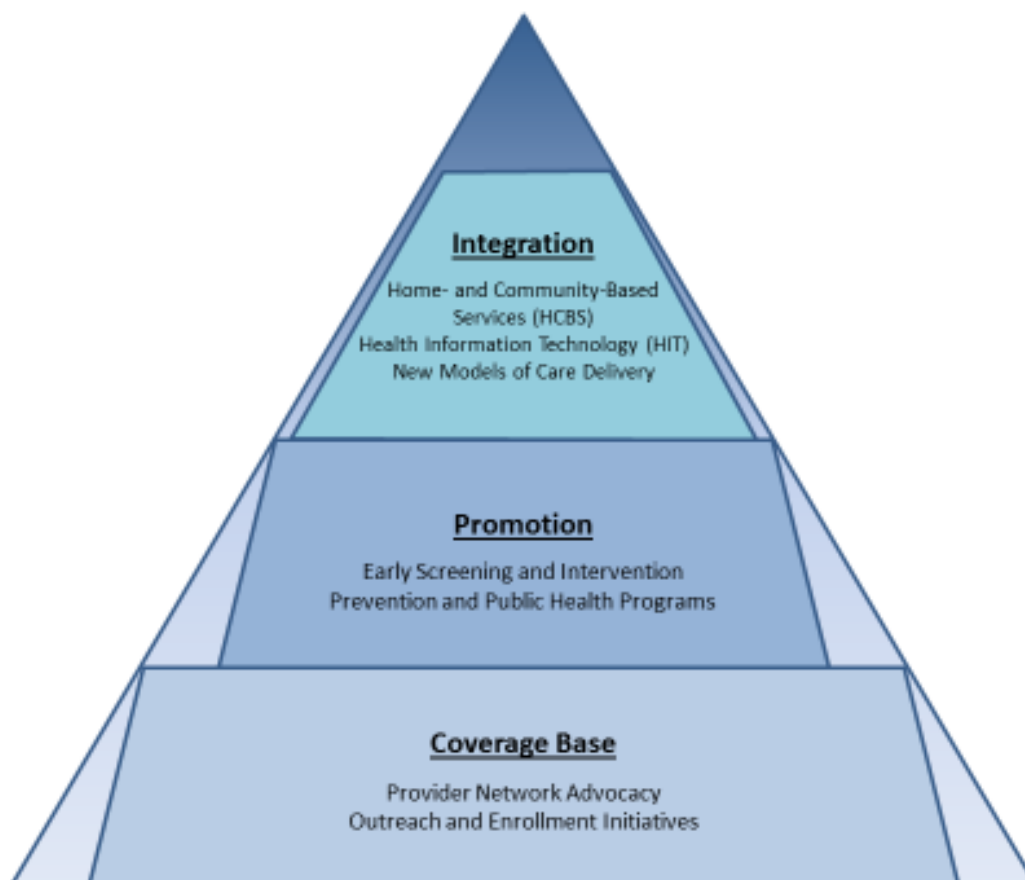 Integration
Home- and Community-Based
Services (HCBS)
Health Information Technology (HIT)
New Models of Care Delivery
Promotion
Early Screening and Intervention
Prevention and Public Health Programs
Coverage Base
Provider Network Advocacy
Outreach and Enrollment Initiatives